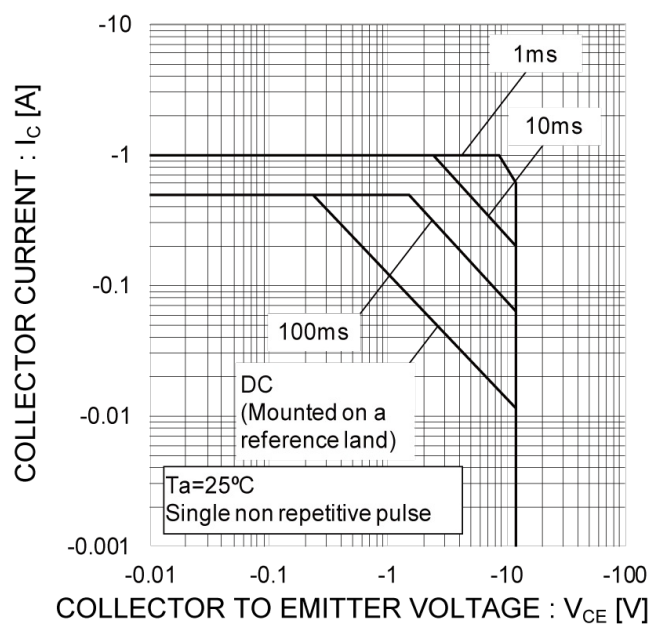 -10
1ms
10ms
-1
-0.1
100ms
DC
(Mounted on a
reference land)
-0.01
Ta=25ºC
Single non repetitive pulse
-0.001
-0.01 -0.1 -1 -10 -100
COLLECTOR TO EMITTER VOLTAGE : VCE [V]
COLLECTOR CURRENT : IC [A]